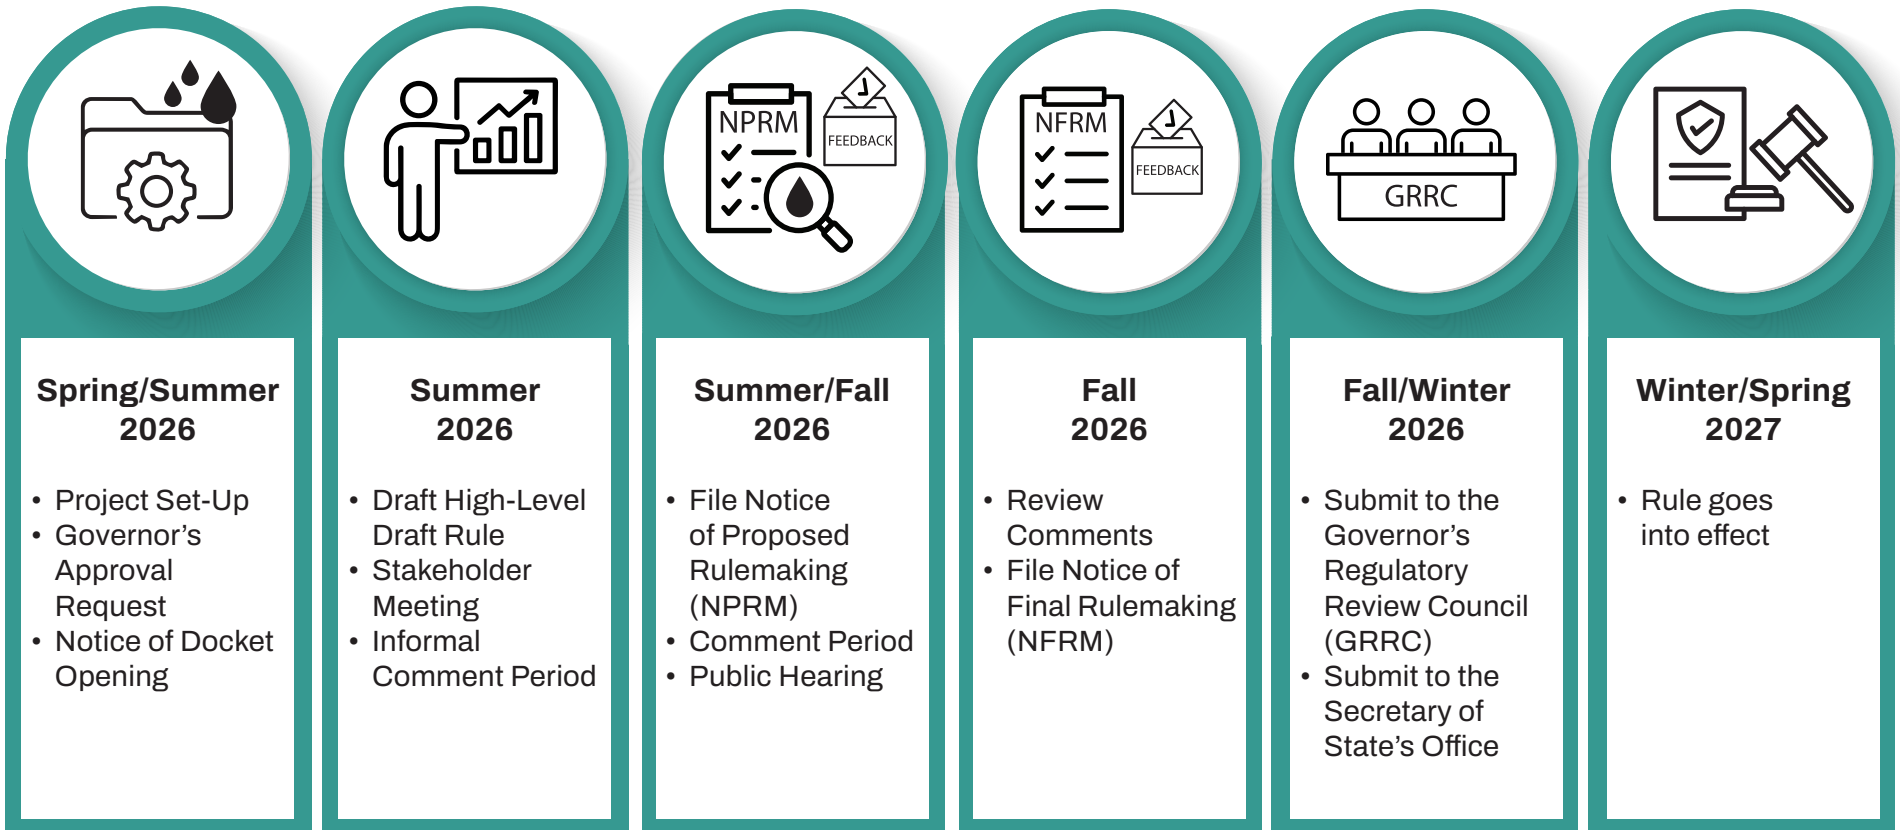 NPRM
FEEDBACK
NFRM
FEEDBACK
GRRC
Spring/Summer
2026
• Project Set-Up
• Governor’s
Approval
Request
• Notice of Docket
Opening
Summer
2026
• Draft High-Level
Draft Rule
• Stakeholder
Meeting
• Informal
Comment Period
Summer/Fall
2026
• File Notice
of Proposed
Rulemaking
(NPRM)
• Comment Period
• Public Hearing
Fall
2026
• Review
Comments
• File Notice of
Final Rulemaking
(NFRM)
Fall/Winter
2026
• Submit to the
Governor’s
Regulatory
Review Council
(GRRC)
• Submit to the
Secretary of
State’s Office
Winter/Spring
2027
• Rule goes
into effect